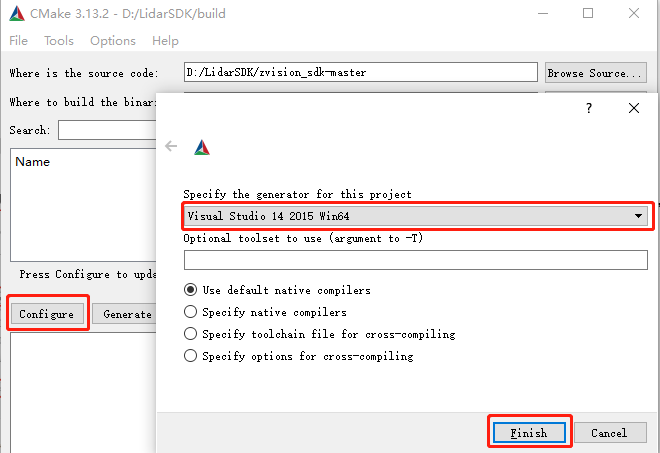 CMake 3.13.2 - D:/LidarSDK/build
File Tools Options Help
Where is the source code: D:/LidarSDK/zvision_sdk-master Browse Source...
Where to build the binar
Search:
Name
Press Configure to upda
Configure Generate
?
Specify the generator for this project
Visual Studio 14 2015 Win64
Optional toolset to use (argument to -T)
Use default native compilers
Specify native compilers
Specify toolchain file for cross-compiling
Specify options for cross-compiling
Finish Cancel